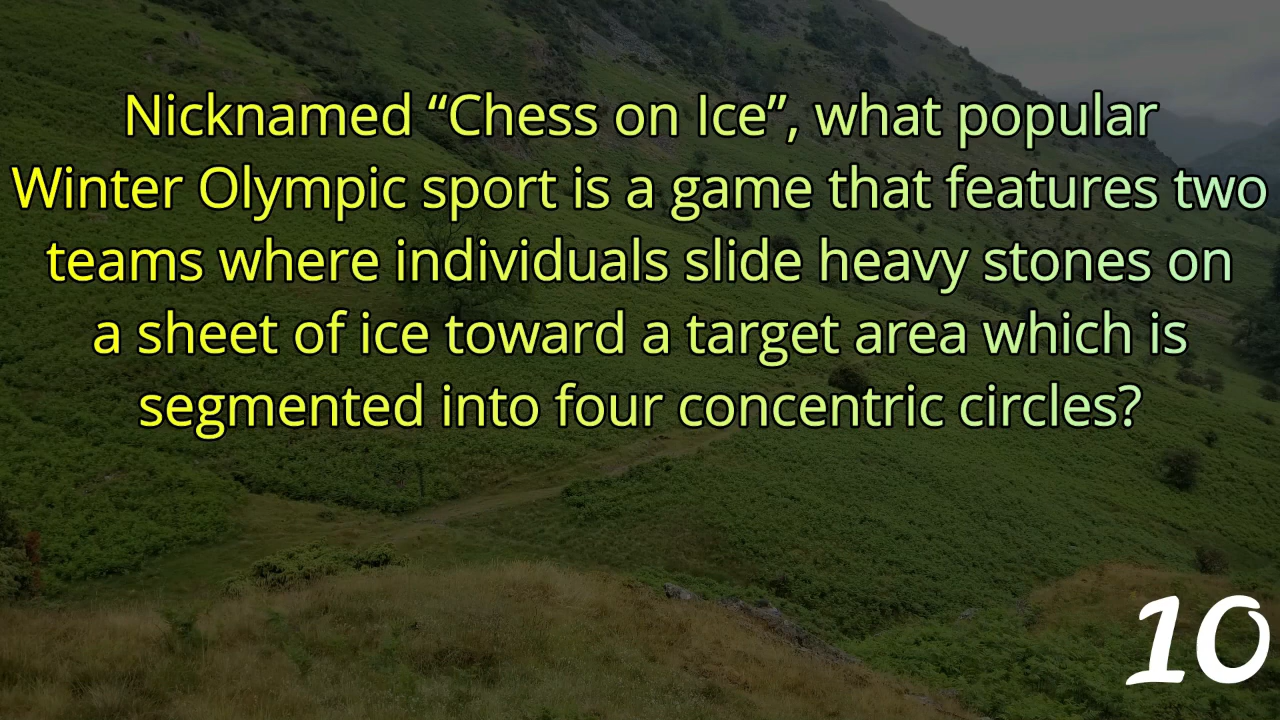 Nicknamed “Chess on Ice”, what popular
Winter Olympic sport is a game that features two
teams where individuals slide heavy stones on
a sheet of ice toward a target area which is
segmented into four concentric circles?
10